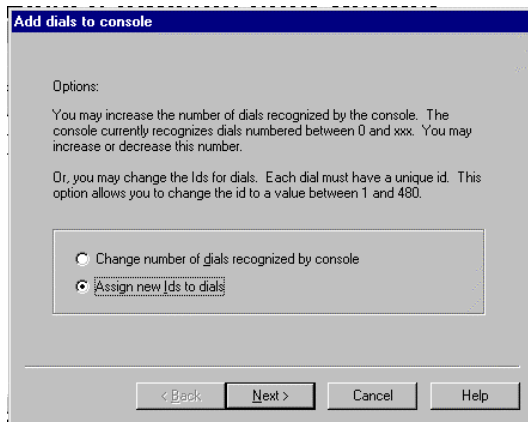 Add dials to console
Options:
You may increase the number of dials recognized by the console. The
console currently recognizes dials numbered between 0 and xxx. You may
increase or decrease this number.
Or, you may change the Ids for dials. Each dial must have a unique id. This
option allows you to change the id to a value between 1 and 480.
Change number of dials recognized by console
Assign new Ids to dials
< Back Next > Cancel Help